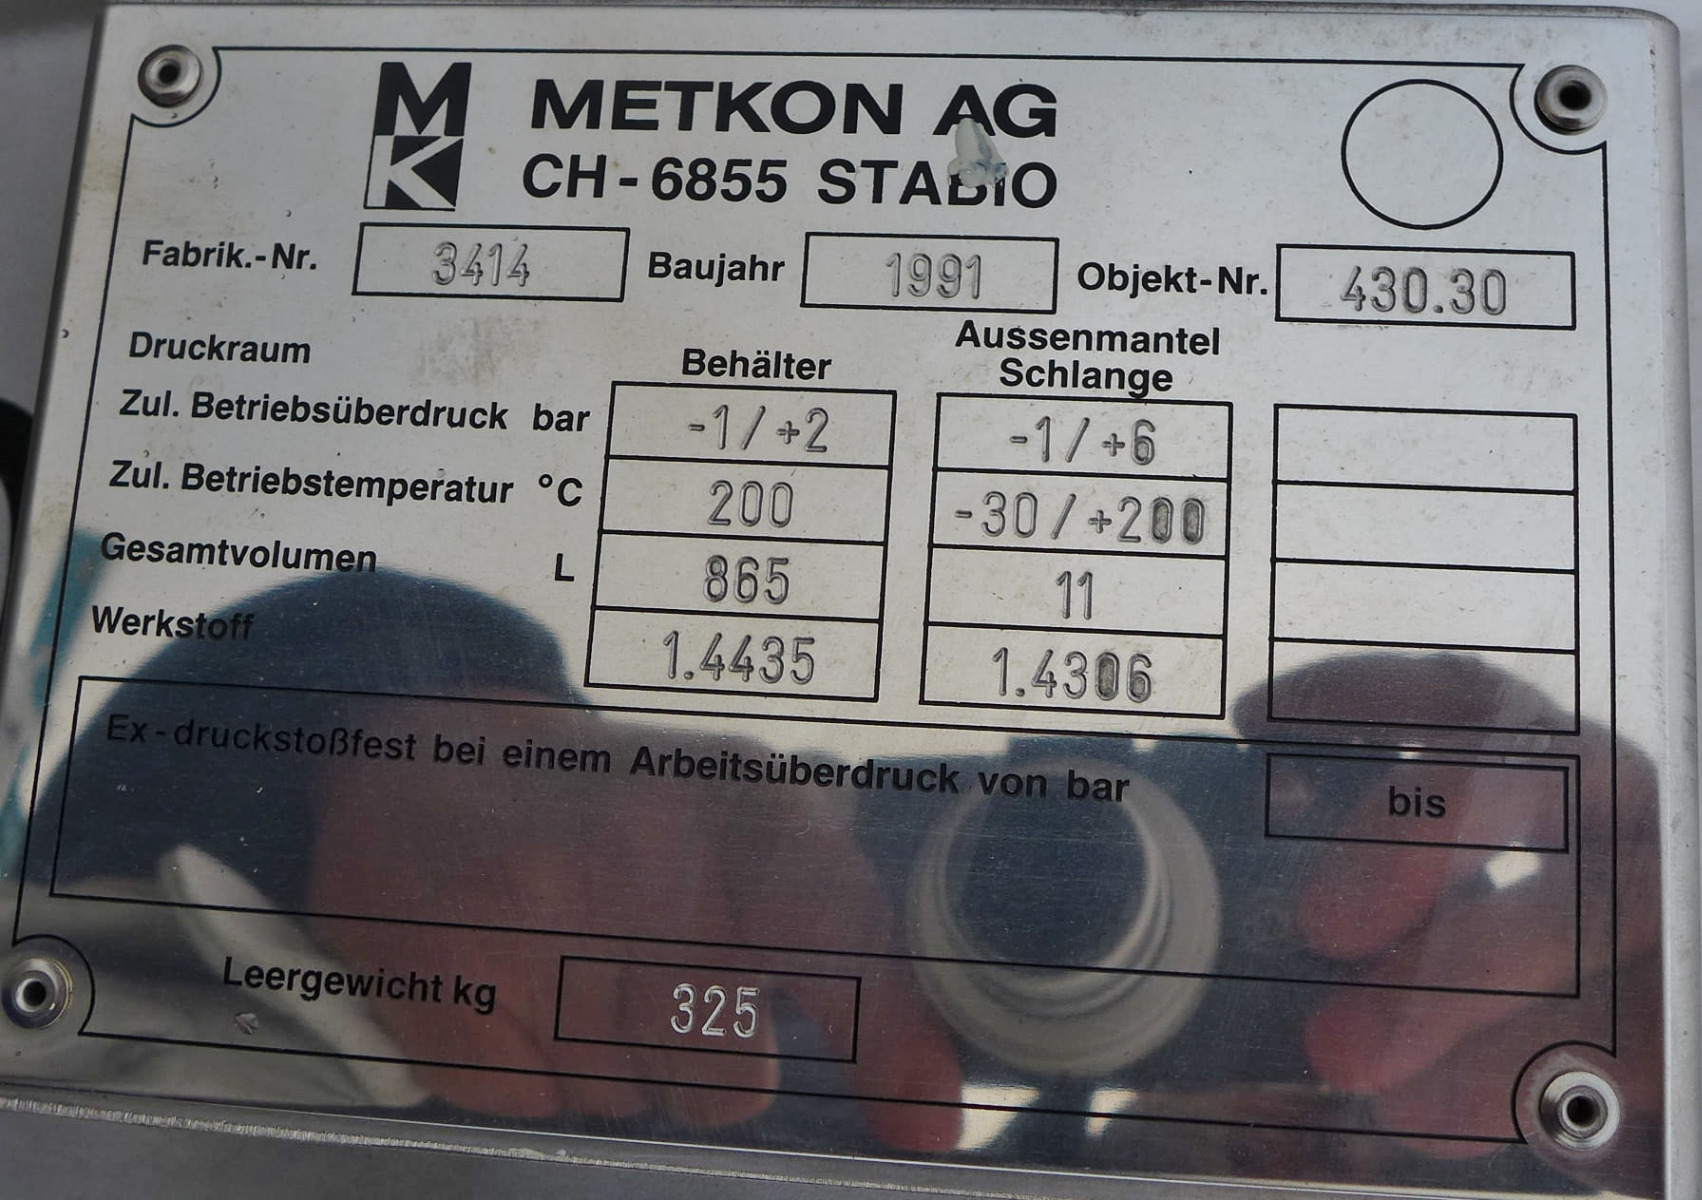 MK METKON AG
CH-6855 STABIO
Fabrik.-Nr. 3414 Baujahr 1991 Objekt-Nr. 430.30
Druckraum Behälter Aussenmantel Schlange
Zul. Betriebsüberdruck bar -1/+2 -1/+6
Zul. Betriebstemperatur °C 200 -30/+200
Gesamtvolumen L 865 11
Werkstoff 1.4435 1.4306
Ex-druckstoßfest bei einem Arbeitsüberdruck von bar bis
Leergewicht kg 325